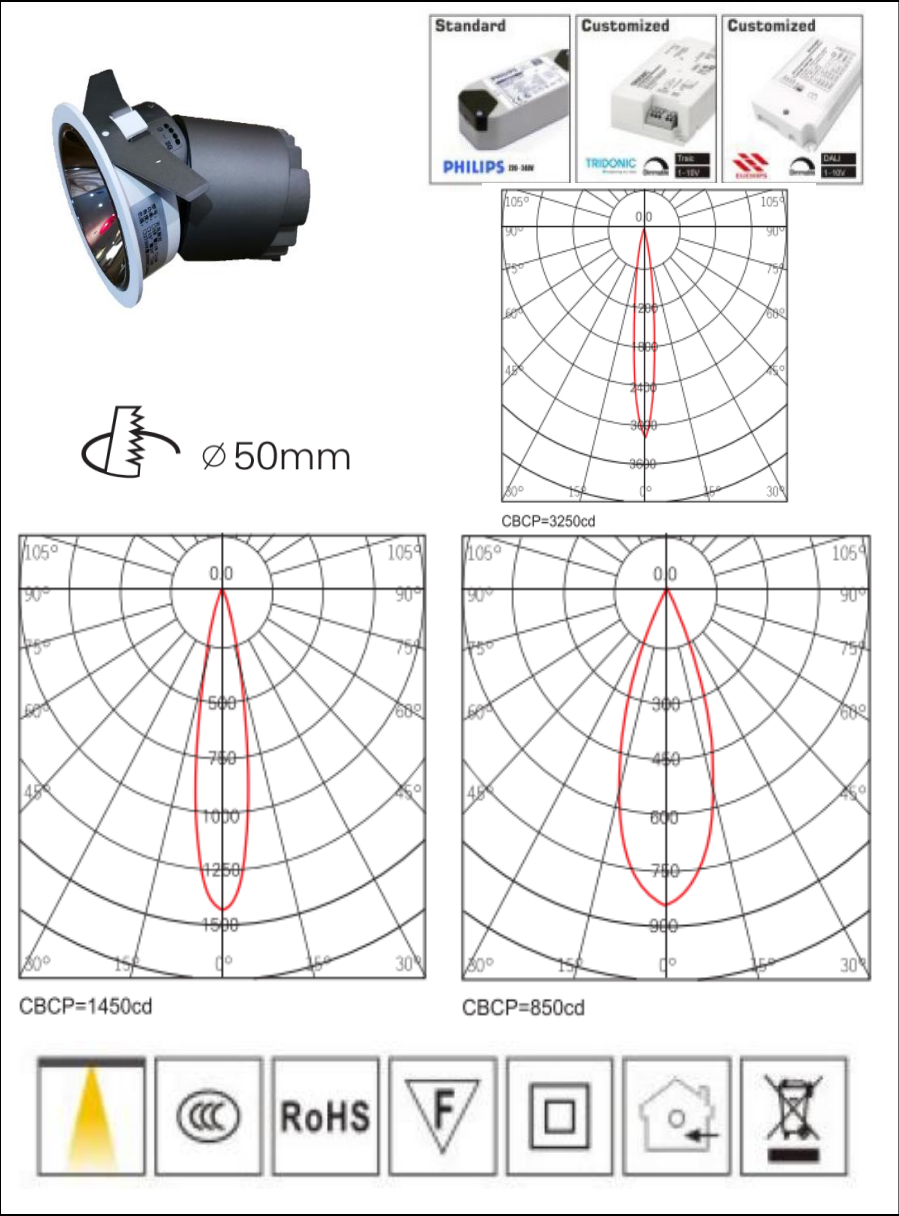 Standard
Customized
Customized
PHILIPS
TRIDONIC
Dimmable
1~10V
EUCHIPS
Dimmable
DALI
1~10V
105° 105°
0.0
90° 90°
75° 75°
60° 60°
1200
1800
45° 45°
2400
3000
3600
30° 15° 0° 15° 30°
CBCP=3250cd
∅50mm
105° 105°
0.0
90° 90°
75° 75°
60° 60°
500
750
45° 45°
1000
1250
1500
30° 15° 0° 15° 30°
CBCP=1450cd
105° 105°
0.0
90° 90°
75° 75°
60° 60°
300
450
45° 45°
600
750
900
30° 15° 0° 15° 30°
CBCP=850cd
CCC
RoHS
F